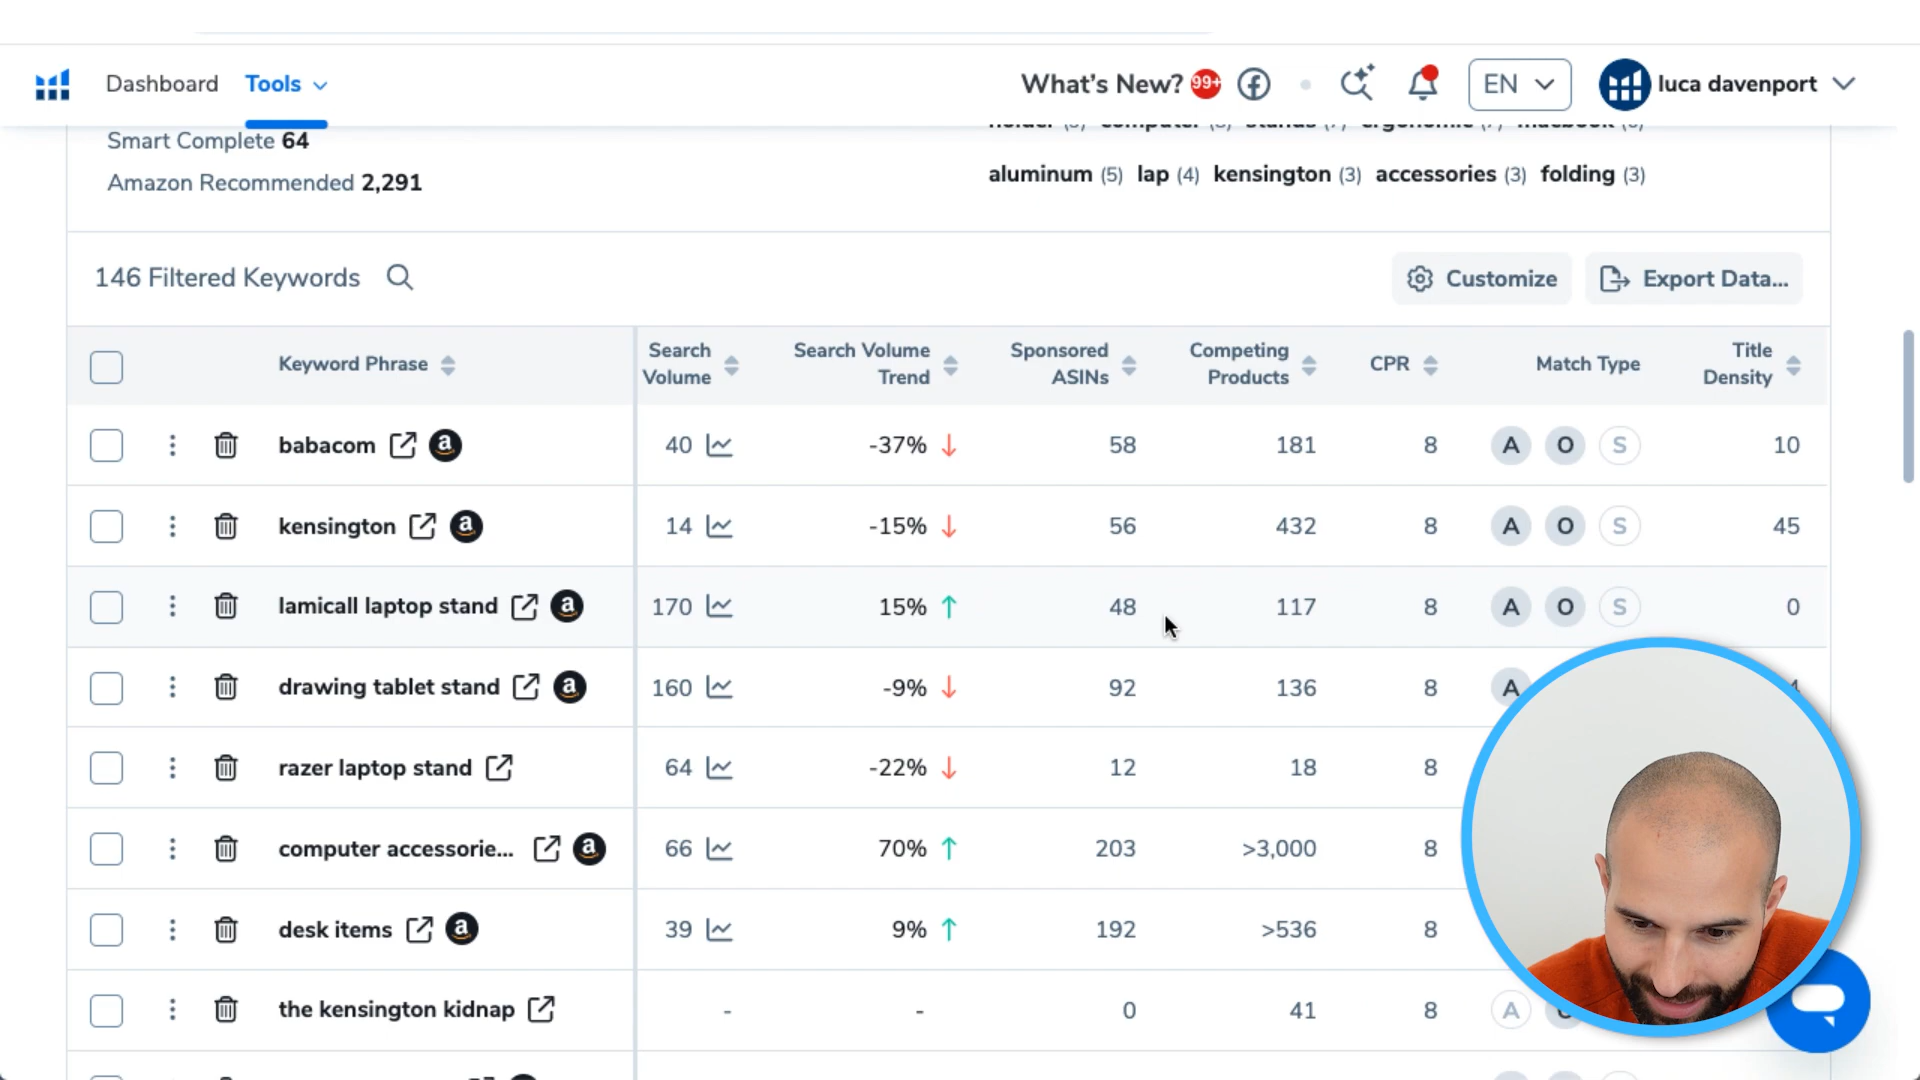 Dashboard Tools What's New? 99+ EN luca davenport
Smart Complete 64
Amazon Recommended 2,291
aluminum (5) lap (4) kensington (3) accessories (3) folding (3)
146 Filtered Keywords Customize Export Data...
Keyword Phrase Search Volume Search Volume Trend Sponsored ASINs Competing Products CPR Match Type Title Density
babacom a 40 -37% 58 181 8 A O S 10
kensington a 14 -15% 56 432 8 A O S 45
lamicall laptop stand a 170 15% 48 117 8 A O S 0
drawing tablet stand a 160 -9% 92 136 8 A
razer laptop stand 64 -22% 12 18 8
computer accessorie... a 66 70% 203 >3,000 8
desk items a 39 9% 192 >536 8
the kensington kidnap - - 0 41 8 A